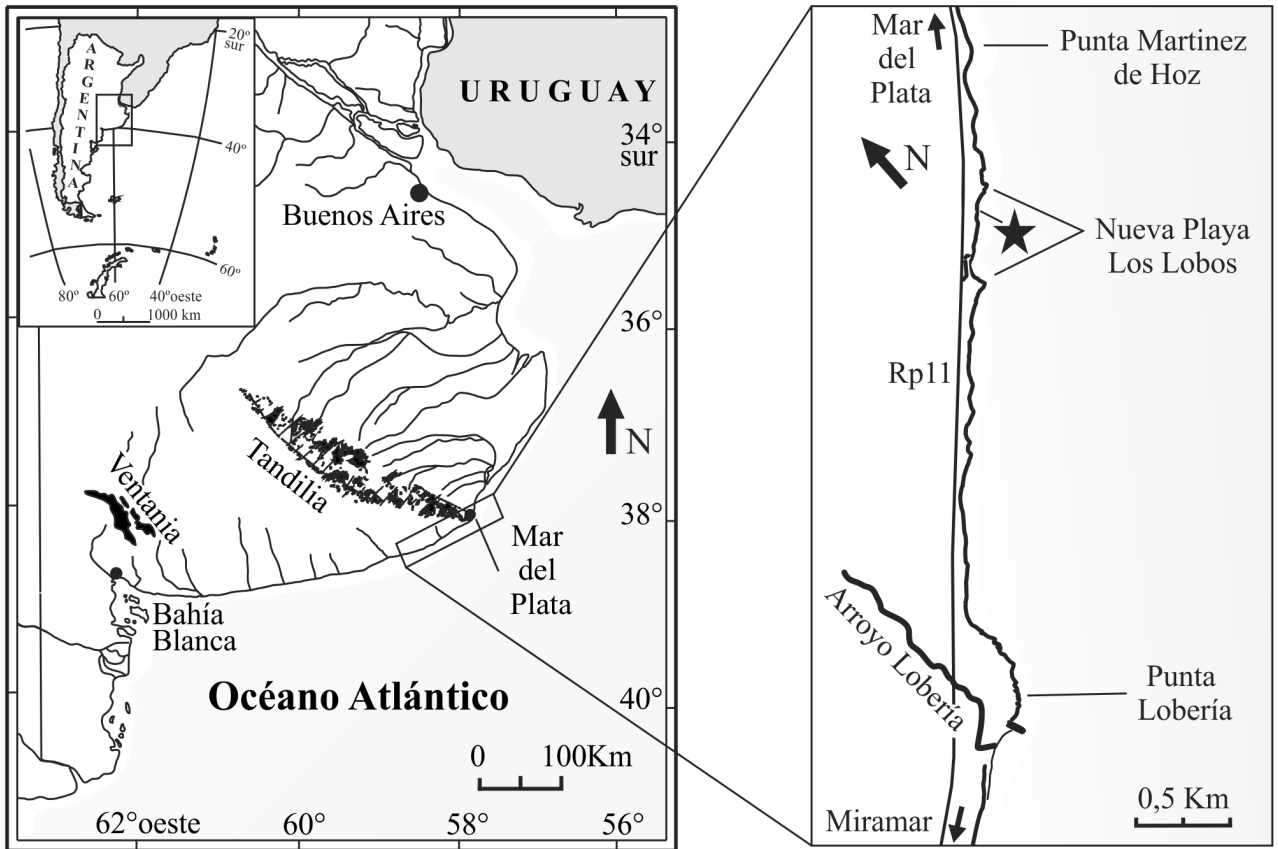 ARGENTINA
20°
sur
40°
60°
80°
60°
40°oeste
0
1000 km
URUGUAY
34°
sur
Buenos Aires
36°
N
Tandilia
Ventania
38°
Mar
del
Plata
Bahía
Blanca
Océano Atlántico
40°
0
100Km
62°oeste
60°
58°
56°
Mar
del
Plata
Punta Martinez
de Hoz
N
Nueva Playa
Los Lobos
Rp11
Arroyo Lobería
Punta
Lobería
Miramar
0,5 Km